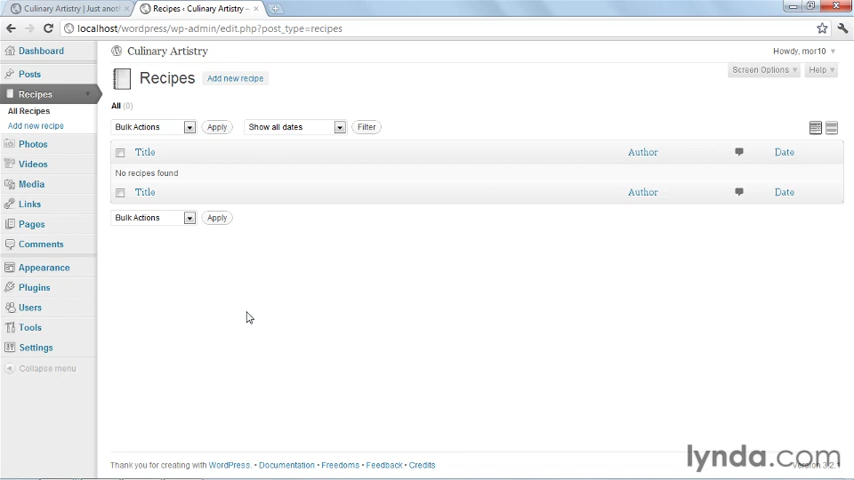 Culinary Artistry | Just anot
Recipes ‹ Culinary Artistry —
localhost/wordpress/wp-admin/edit.php?post_type=recipes
Dashboard
Culinary Artistry
Howdy, mor10
Posts
Recipes
Add new recipe
Screen Options
Help
Recipes
All (0)
All Recipes
Add new recipe
Bulk Actions
Apply
Show all dates
Filter
Photos
Title
Author
Date
Videos
No recipes found
Media
Title
Author
Date
Links
Bulk Actions
Apply
Pages
Comments
Appearance
Plugins
Users
Tools
Settings
Collapse menu
Thank you for creating with WordPress. • Documentation • Freedoms • Feedback • Credits
Version 3.2.1
lynda.com